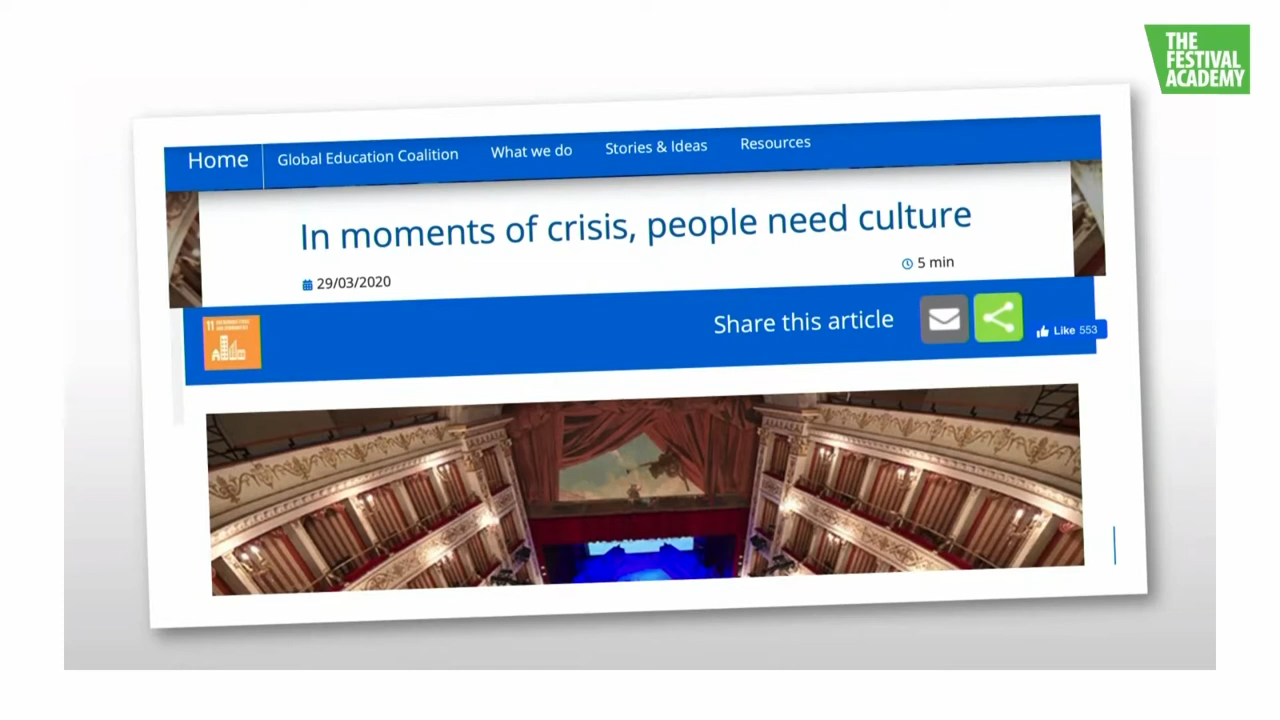 THE
FESTIVAL
ACADEMY
Home
Global Education Coalition
What we do
Stories & Ideas
Resources
In moments of crisis, people need culture
29/03/2020
5 min
11
Share this article
Like 553